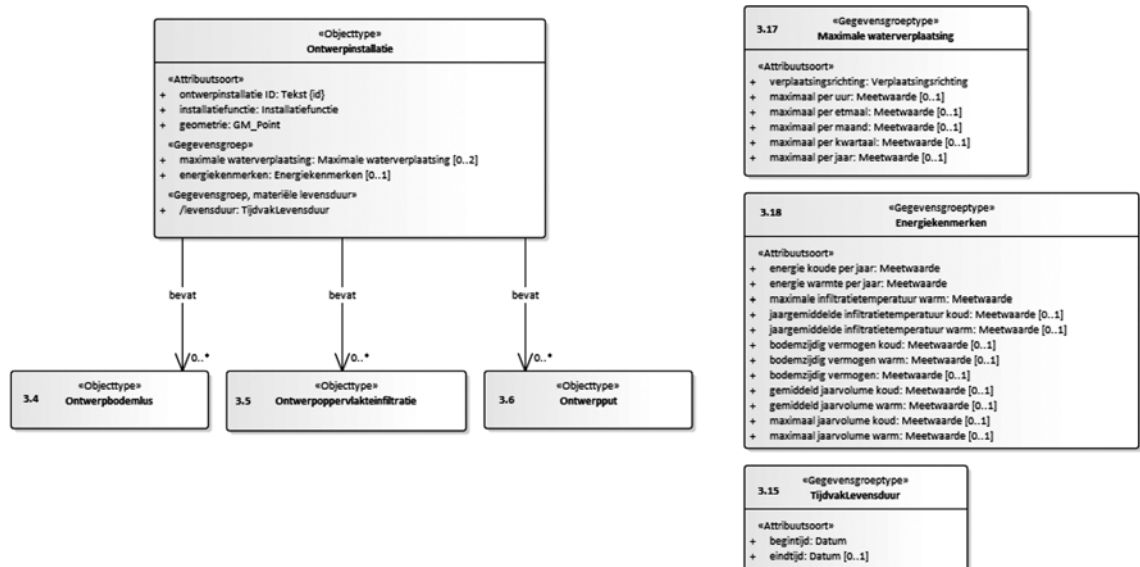 «Objecttype»
Ontwerpinstallatie
«Attribuutsoort»
+ ontwerpinstallatie ID: Tekst {id}
+ installatiefunctie: Installatiefunctie
+ geometrie: GM_Point
«Gegevensgroep»
+ maximale waterverplaatsing: Maximale waterverplaatsing [0..2]
+ energiekenmerken: Energiekenmerken [0..1]
«Gegevensgroep, materiële levensduur»
+ /levensduur: TijdvakLevensduur
bevat
bevat
bevat
0..*
0..*
0..*
3.4
«Objecttype»
Ontwerpbodemlus
3.5
«Objecttype»
Ontwerpoppervlakteinfiltratie
3.6
«Objecttype»
Ontwerpput
3.17
«Gegevensgroeptype»
Maximale waterverplaatsing
«Attribuutsoort»
+ verplaatsingsrichting: Verplaatsingsrichting
+ maximaal per uur: Meetwaarde [0..1]
+ maximaal per etmaal: Meetwaarde [0..1]
+ maximaal per maand: Meetwaarde [0..1]
+ maximaal per kwartaal: Meetwaarde [0..1]
+ maximaal per jaar: Meetwaarde [0..1]
3.18
«Gegevensgroeptype»
Energiekenmerken
«Attribuutsoort»
+ energie koude per jaar: Meetwaarde
+ energie warmte per jaar: Meetwaarde
+ maximale infiltratietemperatuur warm: Meetwaarde
+ jaargemiddelde infiltratietemperatuur koud: Meetwaarde [0..1]
+ jaargemiddelde infiltratietemperatuur warm: Meetwaarde [0..1]
+ bodemzijdig vermogen koud: Meetwaarde [0..1]
+ bodemzijdig vermogen warm: Meetwaarde [0..1]
+ bodemzijdig vermogen: Meetwaarde [0..1]
+ gemiddeld jaarvolume koud: Meetwaarde [0..1]
+ gemiddeld jaarvolume warm: Meetwaarde [0..1]
+ maximaal jaarvolume koud: Meetwaarde [0..1]
+ maximaal jaarvolume warm: Meetwaarde [0..1]
3.15
«Gegevensgroeptype»
TijdvakLevensduur
«Attribuutsoort»
+ begintijd: Datum
+ eindtijd: Datum [0..1]